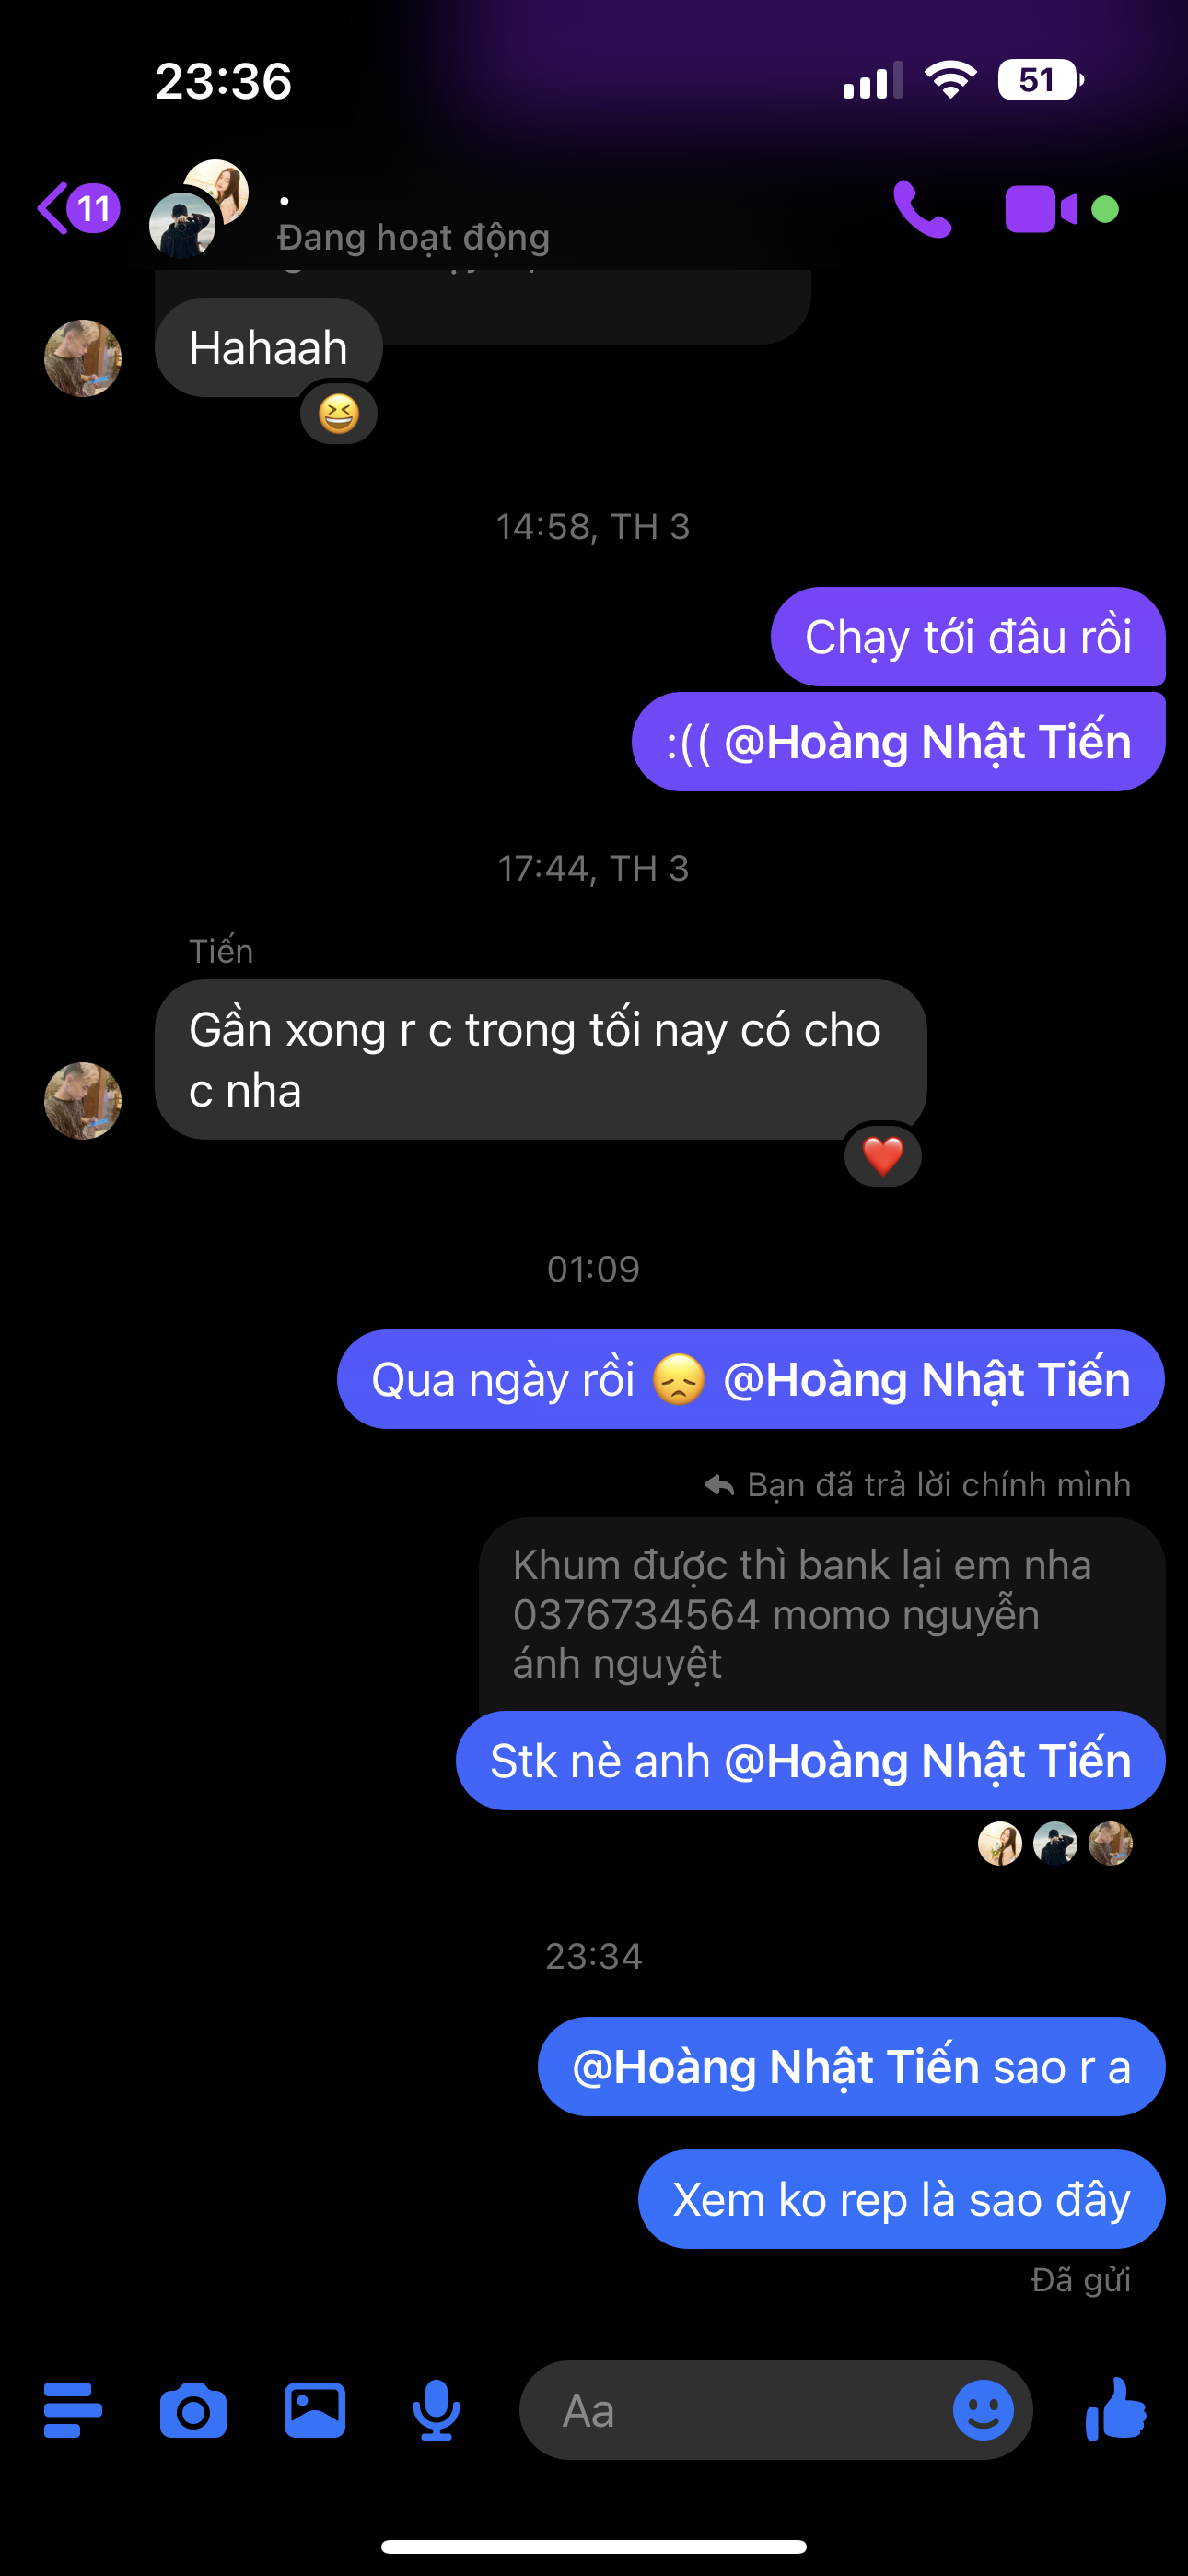 23:36
51
11
.
Đang hoạt động
Hahaah
14:58, TH 3
Chạy tới đâu rồi
:(( @Hoàng Nhật Tiến
17:44, TH 3
Tiến
Gần xong r c trong tối nay có cho
c nha
01:09
Qua ngày rồi 😞 @Hoàng Nhật Tiến
Bạn đã trả lời chính mình
Khum được thì bank lại em nha
0376734564 momo nguyễn
ánh nguyệt
Stk nè anh @Hoàng Nhật Tiến
23:34
@Hoàng Nhật Tiến sao r a
Xem ko rep là sao đây
Đã gửi
Aa